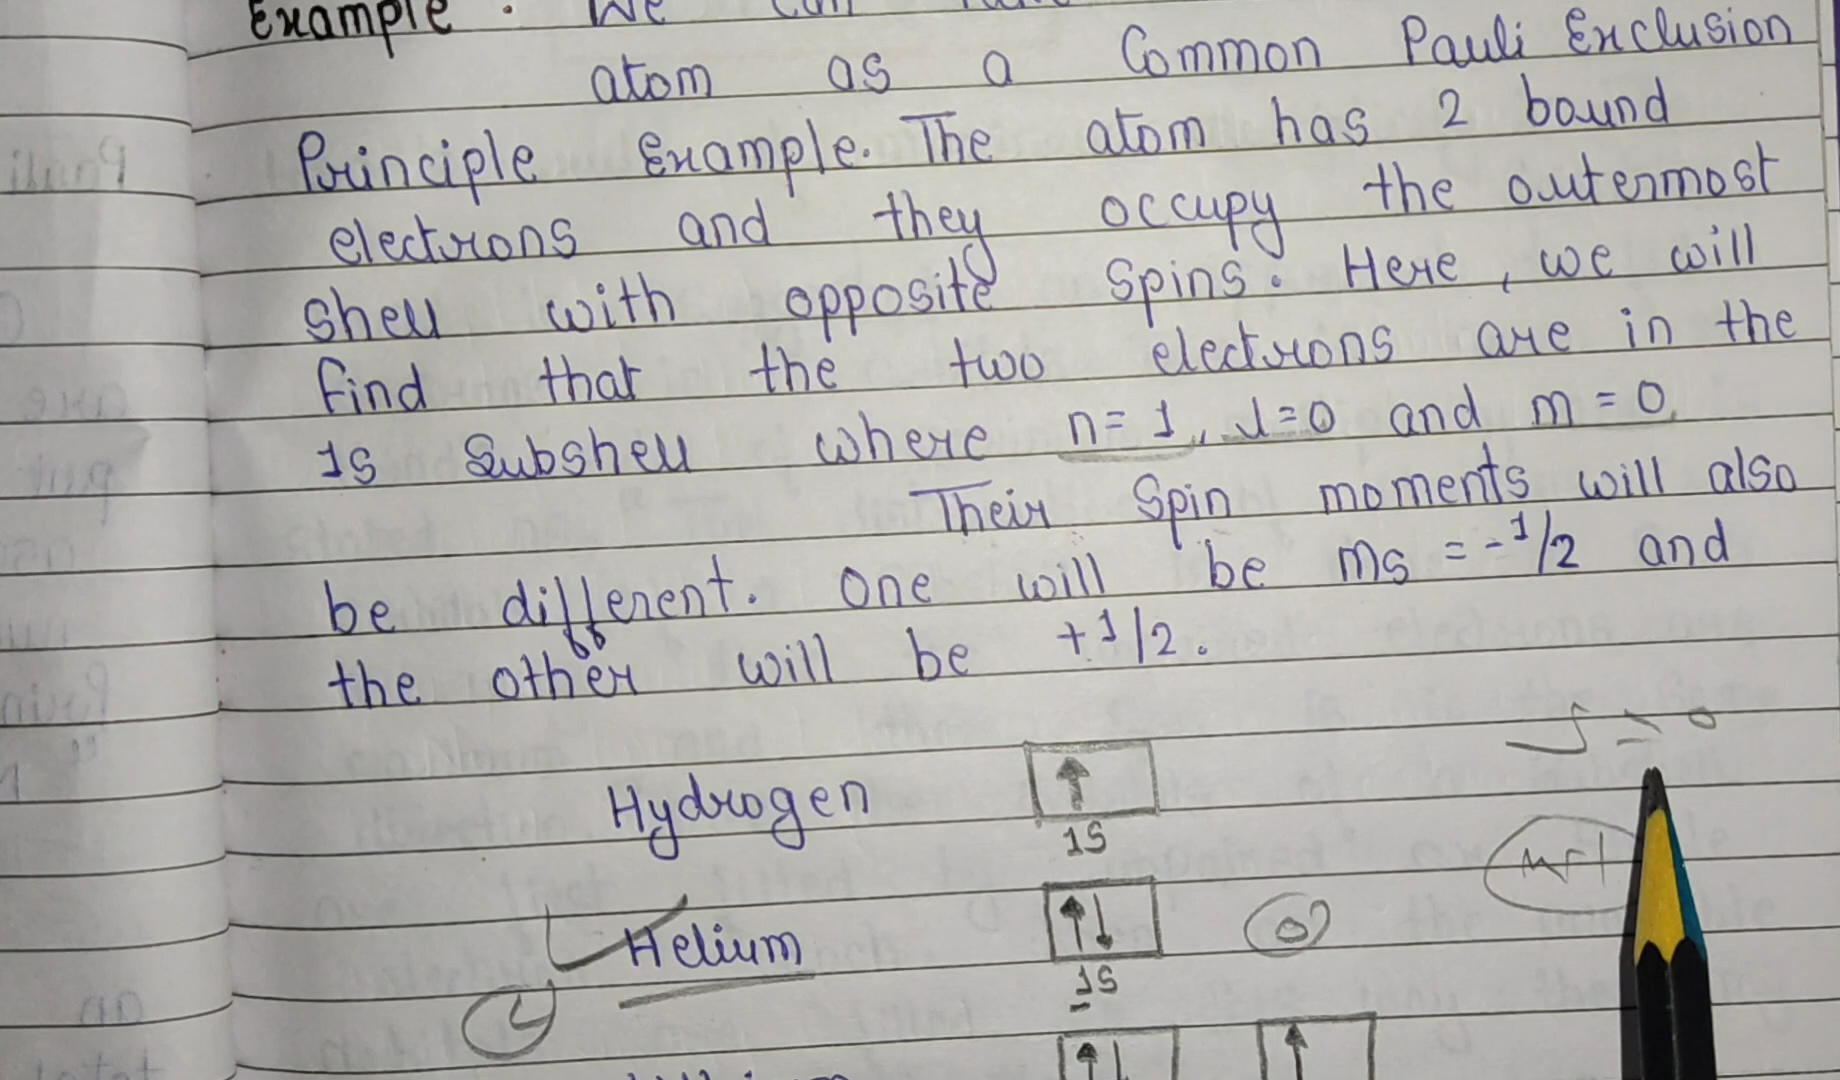 Example : We can
atom as a Common Pauli Exclusion
Principle Example. The atom has 2 bound
electrons and they occupy the outermost
shell with opposite spins. Here, we will
find that the two electrons are in the
1s Subshell where n=1, l=0 and m=0
Their Spin moments will also
be different. One will be ms = -1/2 and
the other will be +1/2.
Hydrogen
1S
Helium
1S